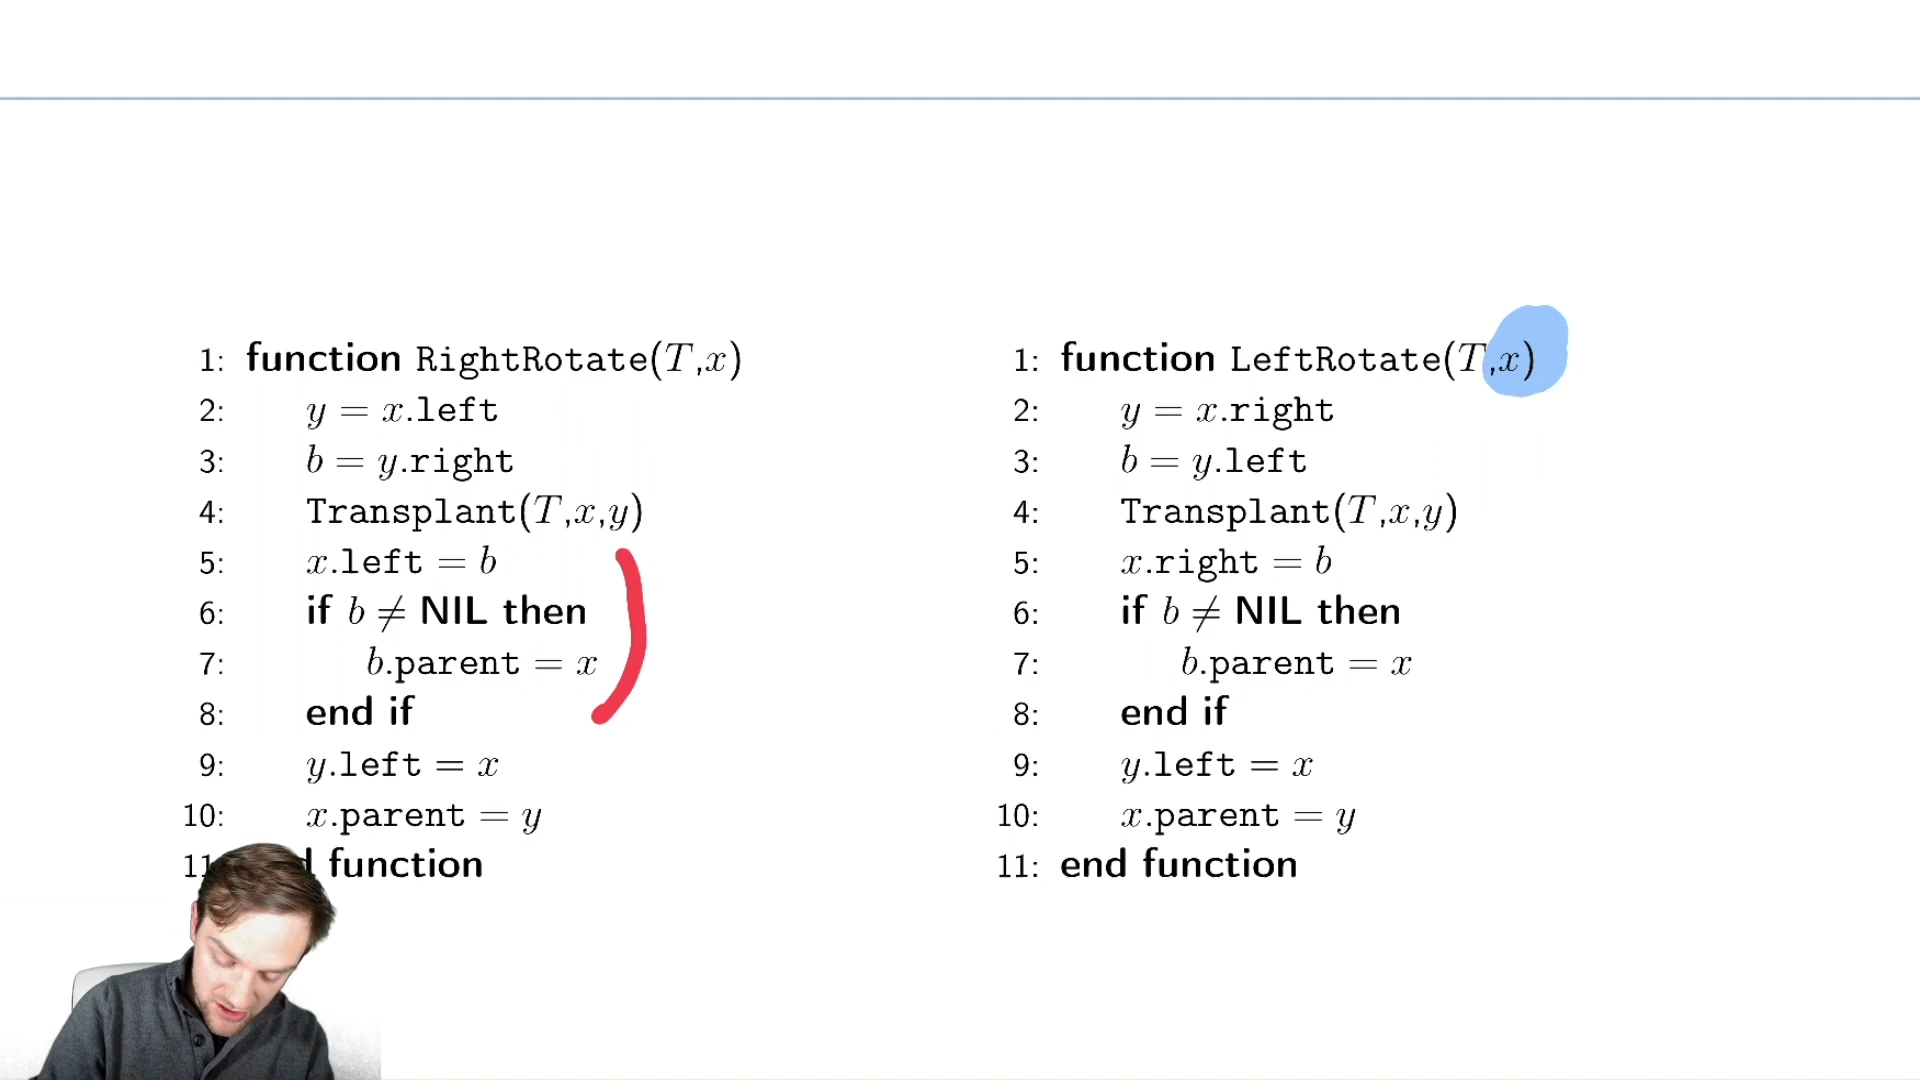 1: function RightRotate(T,x)
2: y = x.left
3: b = y.right
4: Transplant(T,x,y)
5: x.left = b
6: if b ≠ NIL then
7: b.parent = x
8: end if
9: y.left = x
10: x.parent = y
11 function
1: function LeftRotate(T,x)
2: y = x.right
3: b = y.left
4: Transplant(T,x,y)
5: x.right = b
6: if b ≠ NIL then
7: b.parent = x
8: end if
9: y.left = x
10: x.parent = y
11: end function